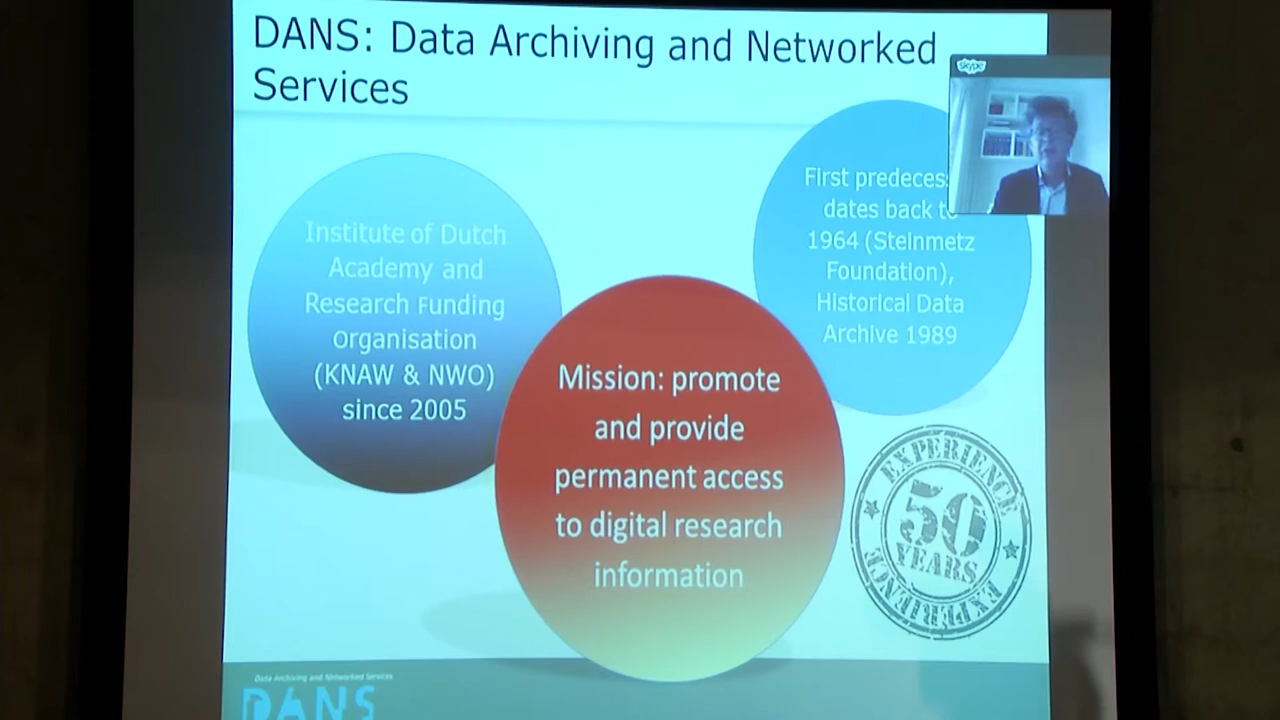 DANS: Data Archiving and Networked
Services
skype
Institute of Dutch
Academy and
Research Funding
Organisation
(KNAW & NWO)
since 2005
First
dates back
1964 (Steinmetz
Foundation),
Historical Data
Archive 1989
Mission: promote
and provide
permanent access
to digital research
information
EXPERIENCE
50
YEARS
EXPERIENCE
Data Archiving and Networked Services
DANS